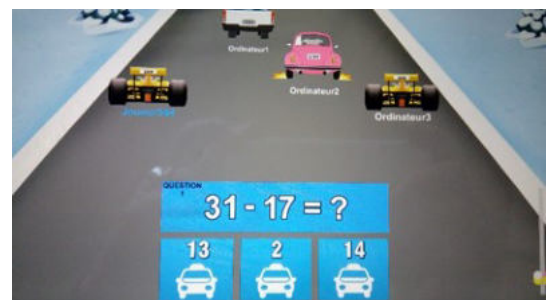 Ordinateur1
Ordinateur2
Ordinateur3
QUESTION
1
31 - 17 = ?
13 2 14